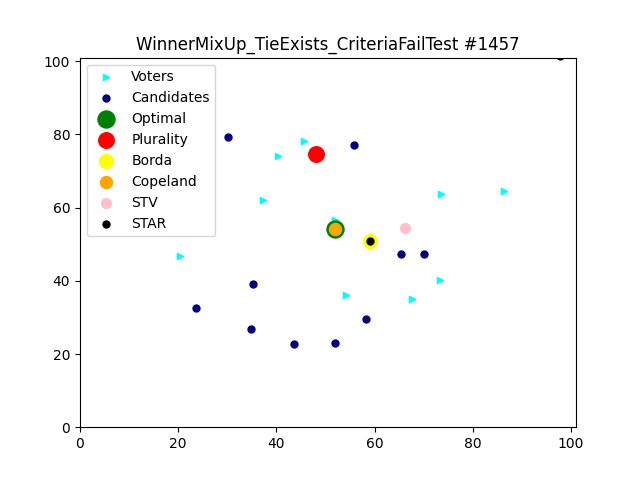 WinnerMixUp_TieExists_CriteriaFailTest #1457
100
80
60
40
20
0
0
20
40
60
80
100
Voters
Candidates
Optimal
Plurality
Borda
Copeland
STV
STAR